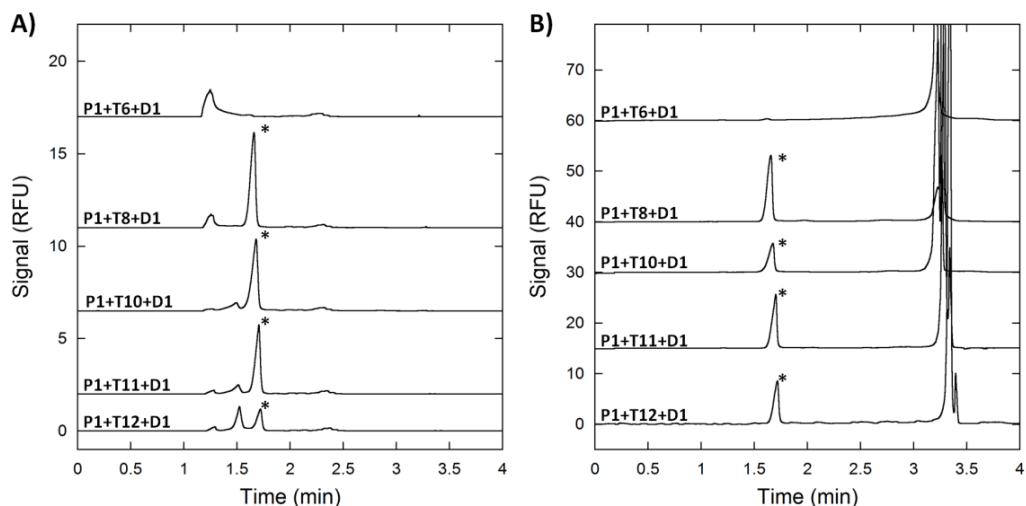 A)
20
15
10
5
0
Signal (RFU)
P1+T6+D1
P1+T8+D1
*
P1+T10+D1
*
P1+T11+D1
*
P1+T12+D1
*
0 0.5 1 1.5 2 2.5 3 3.5 4
Time (min)
B)
70
60
50
40
30
20
10
0
Signal (RFU)
P1+T6+D1
P1+T8+D1
*
P1+T10+D1
*
P1+T11+D1
*
P1+T12+D1
*
0 0.5 1 1.5 2 2.5 3 3.5 4
Time (min)